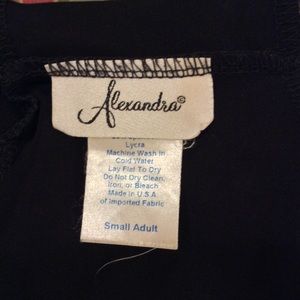 Alexandra©
Lycra
Machine Wash In
Cold Water
Lay Flat To Dry
Do Not Dry Clean,
Iron, or Bleach
Made in U.S.A
of Imported Fabric
Small Adult